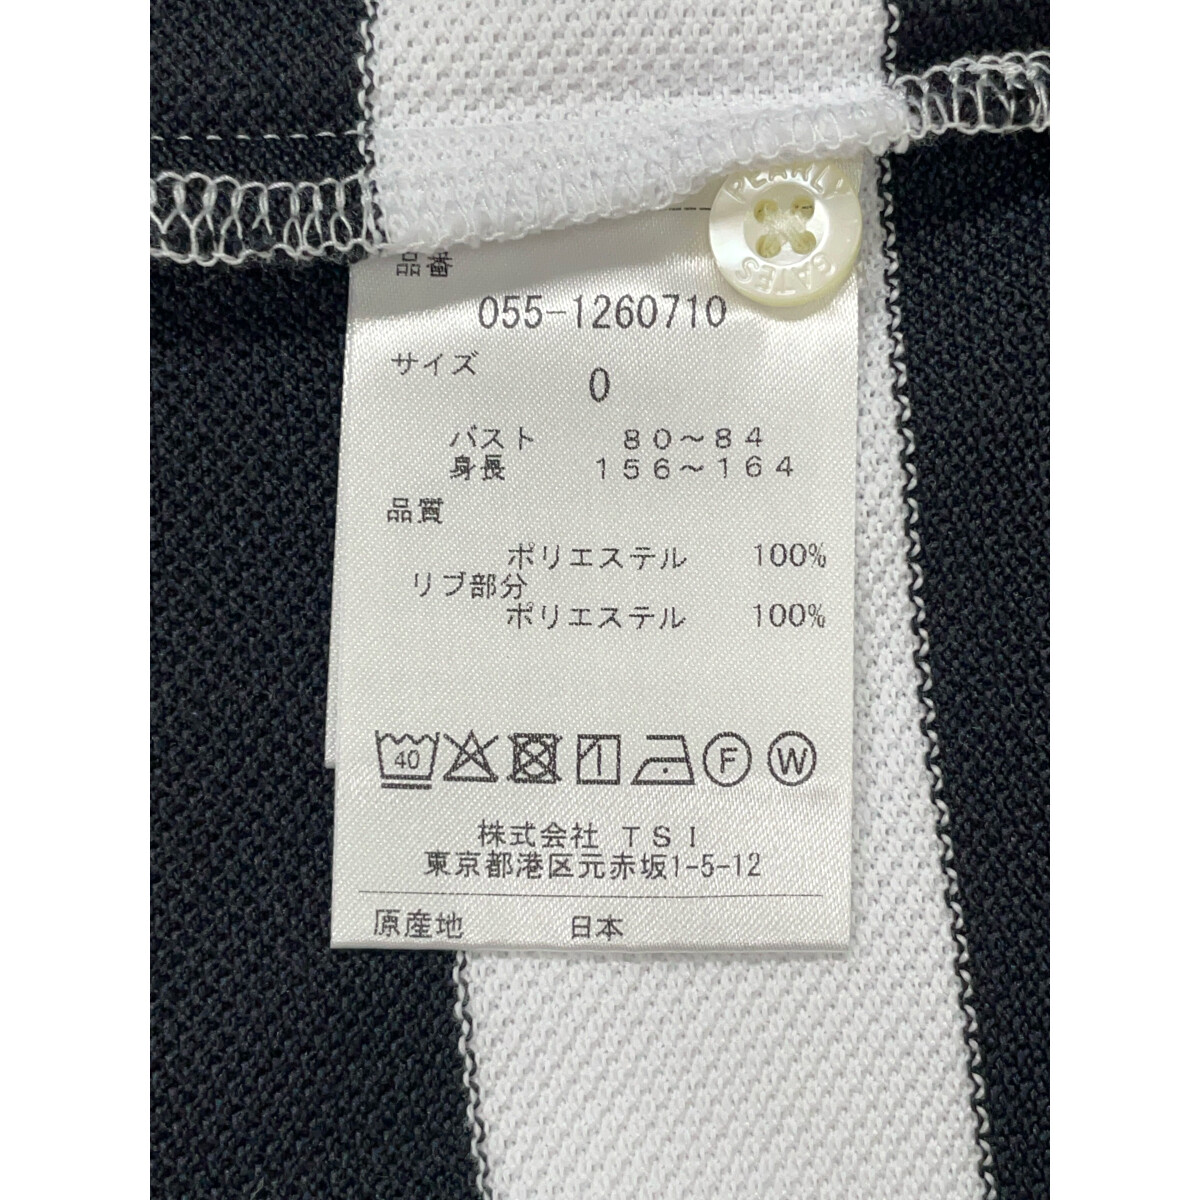 PEARLY
GATES
品番
055-1260710
サイズ
0
バスト 80～84
身長 156～164
品質
ポリエステル 100%
リブ部分
ポリエステル 100%
40
F
W
株式会社 TSI
東京都港区元赤坂1-5-12
原産地 日本